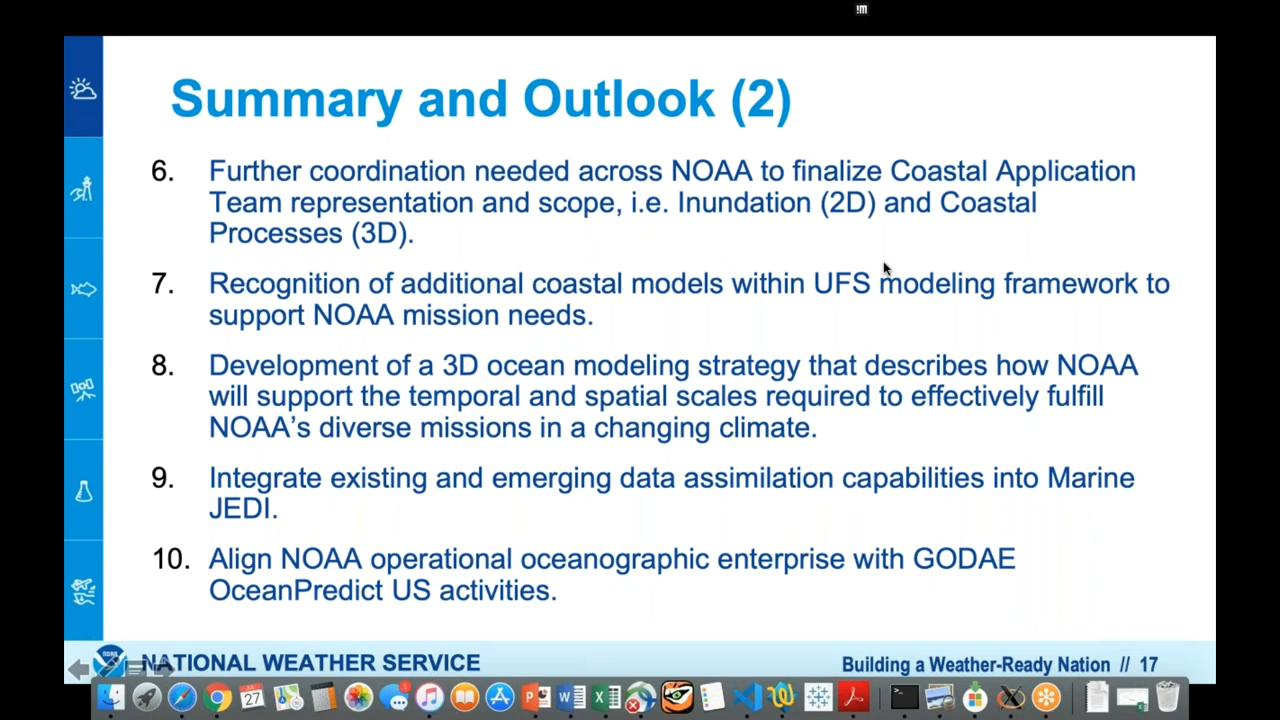 !m
Summary and Outlook (2)
6. Further coordination needed across NOAA to finalize Coastal Application
Team representation and scope, i.e. Inundation (2D) and Coastal
Processes (3D).
7. Recognition of additional coastal models within UFS modeling framework to
support NOAA mission needs.
8. Development of a 3D ocean modeling strategy that describes how NOAA
will support the temporal and spatial scales required to effectively fulfill
NOAA's diverse missions in a changing climate.
9. Integrate existing and emerging data assimilation capabilities into Marine
JEDI.
10. Align NOAA operational oceanographic enterprise with GODAE
OceanPredict US activities.
NATIONAL WEATHER SERVICE
Building a Weather-Ready Nation // 17
27